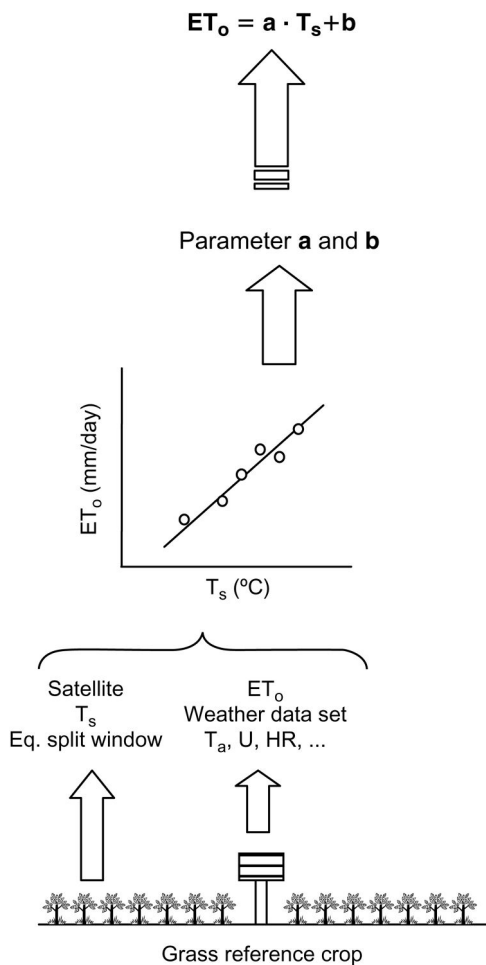 ETo = a · Ts+b
Parameter a and b
ETo (mm/day)
Ts (ºC)
Satellite
Ts
Eq. split window
ETo
Weather data set
Ta, U, HR, ...
Grass reference crop